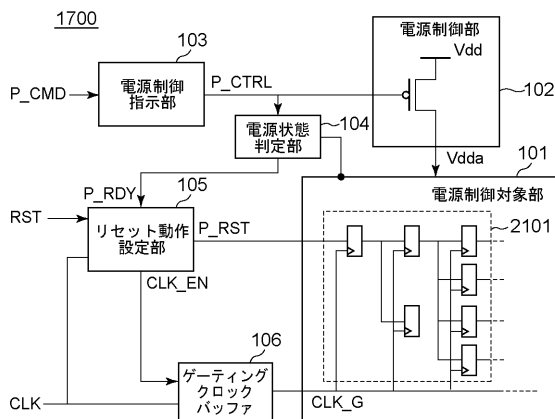 1700
103
電源制御
指示部
P_CMD
P_CTRL
電源制御部
Vdd
102
104
電源状態
判定部
Vdda
101
電源制御対象部
P_RDY
105
RST
リセット動作
設定部
P_RST
2101
CLK_EN
106
ゲーティング
クロック
バッファ
CLK
CLK_G